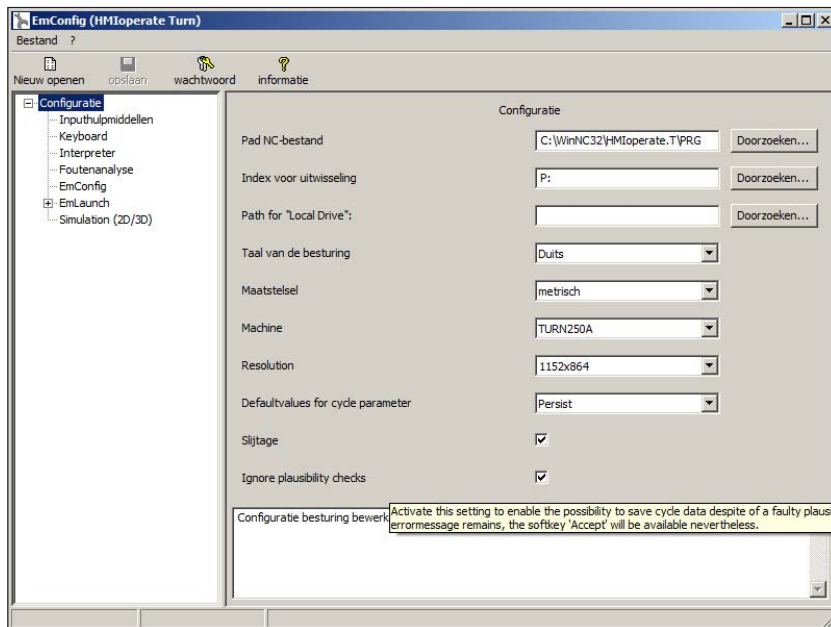 EmConfig (HMIoperate Turn)
Bestand ?
Nieuw openen opslaan wachtwoord informatie
Configuratie
Inputhulpmiddellen
Keyboard
Interpreter
Foutenanalyse
EmConfig
EmLaunch
Simulation (2D/3D)
Configuratie
Pad NC-bestand C:\WinNC32\HMIoperate.T\PRG Doorzoeken...
Index voor uitwisseling P: Doorzoeken...
Path for "Local Drive": Doorzoeken...
Taal van de besturing Duits
Maatstelsel metrisch
Machine TURN250A
Resolution 1152x864
Defaultvalues for cycle parameter Persist
Slijtage
Ignore plausibility checks
Configuratie besturing bewerk
Activate this setting to enable the possibility to save cycle data despite of a faulty plausi
errormessage remains, the softkey 'Accept' will be available nevertheless.